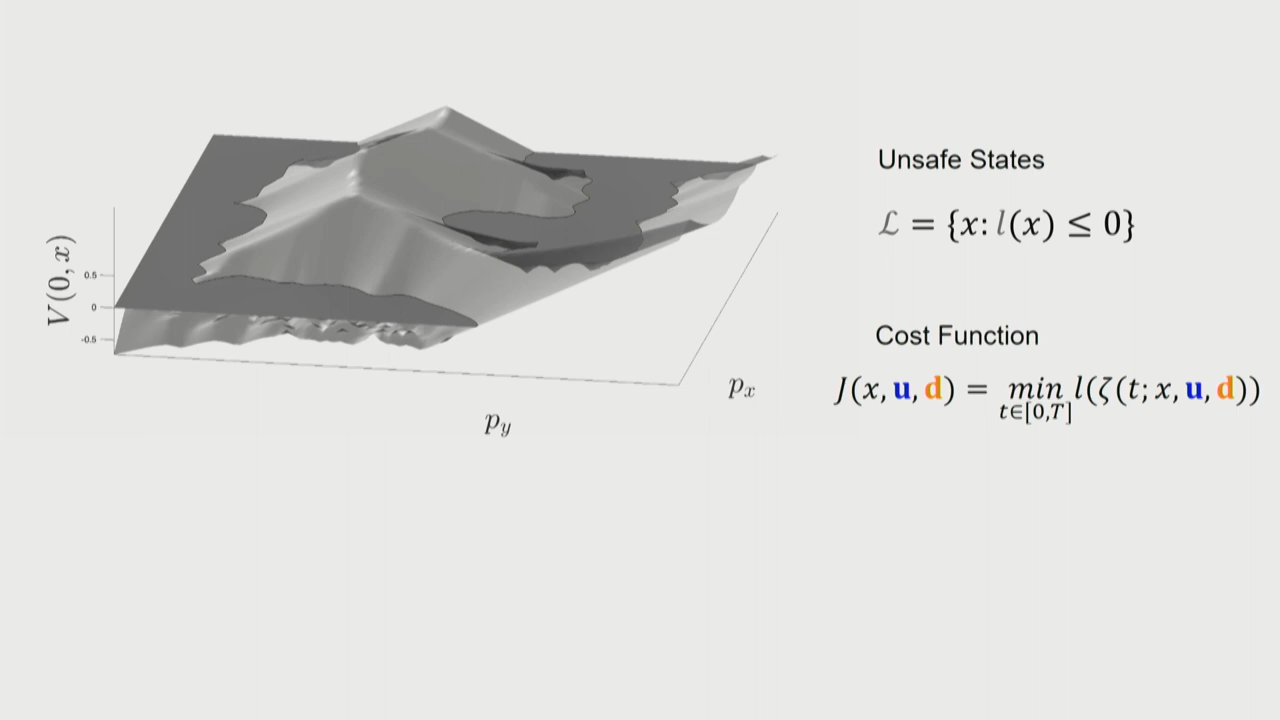 V(0, x)
0.5
0
-0.5
p_y
p_x
Unsafe States
ℒ = {x: l(x) ≤ 0}
Cost Function
J(x, u, d) = min l(ζ(t; x, u, d))
t∈[0,T]